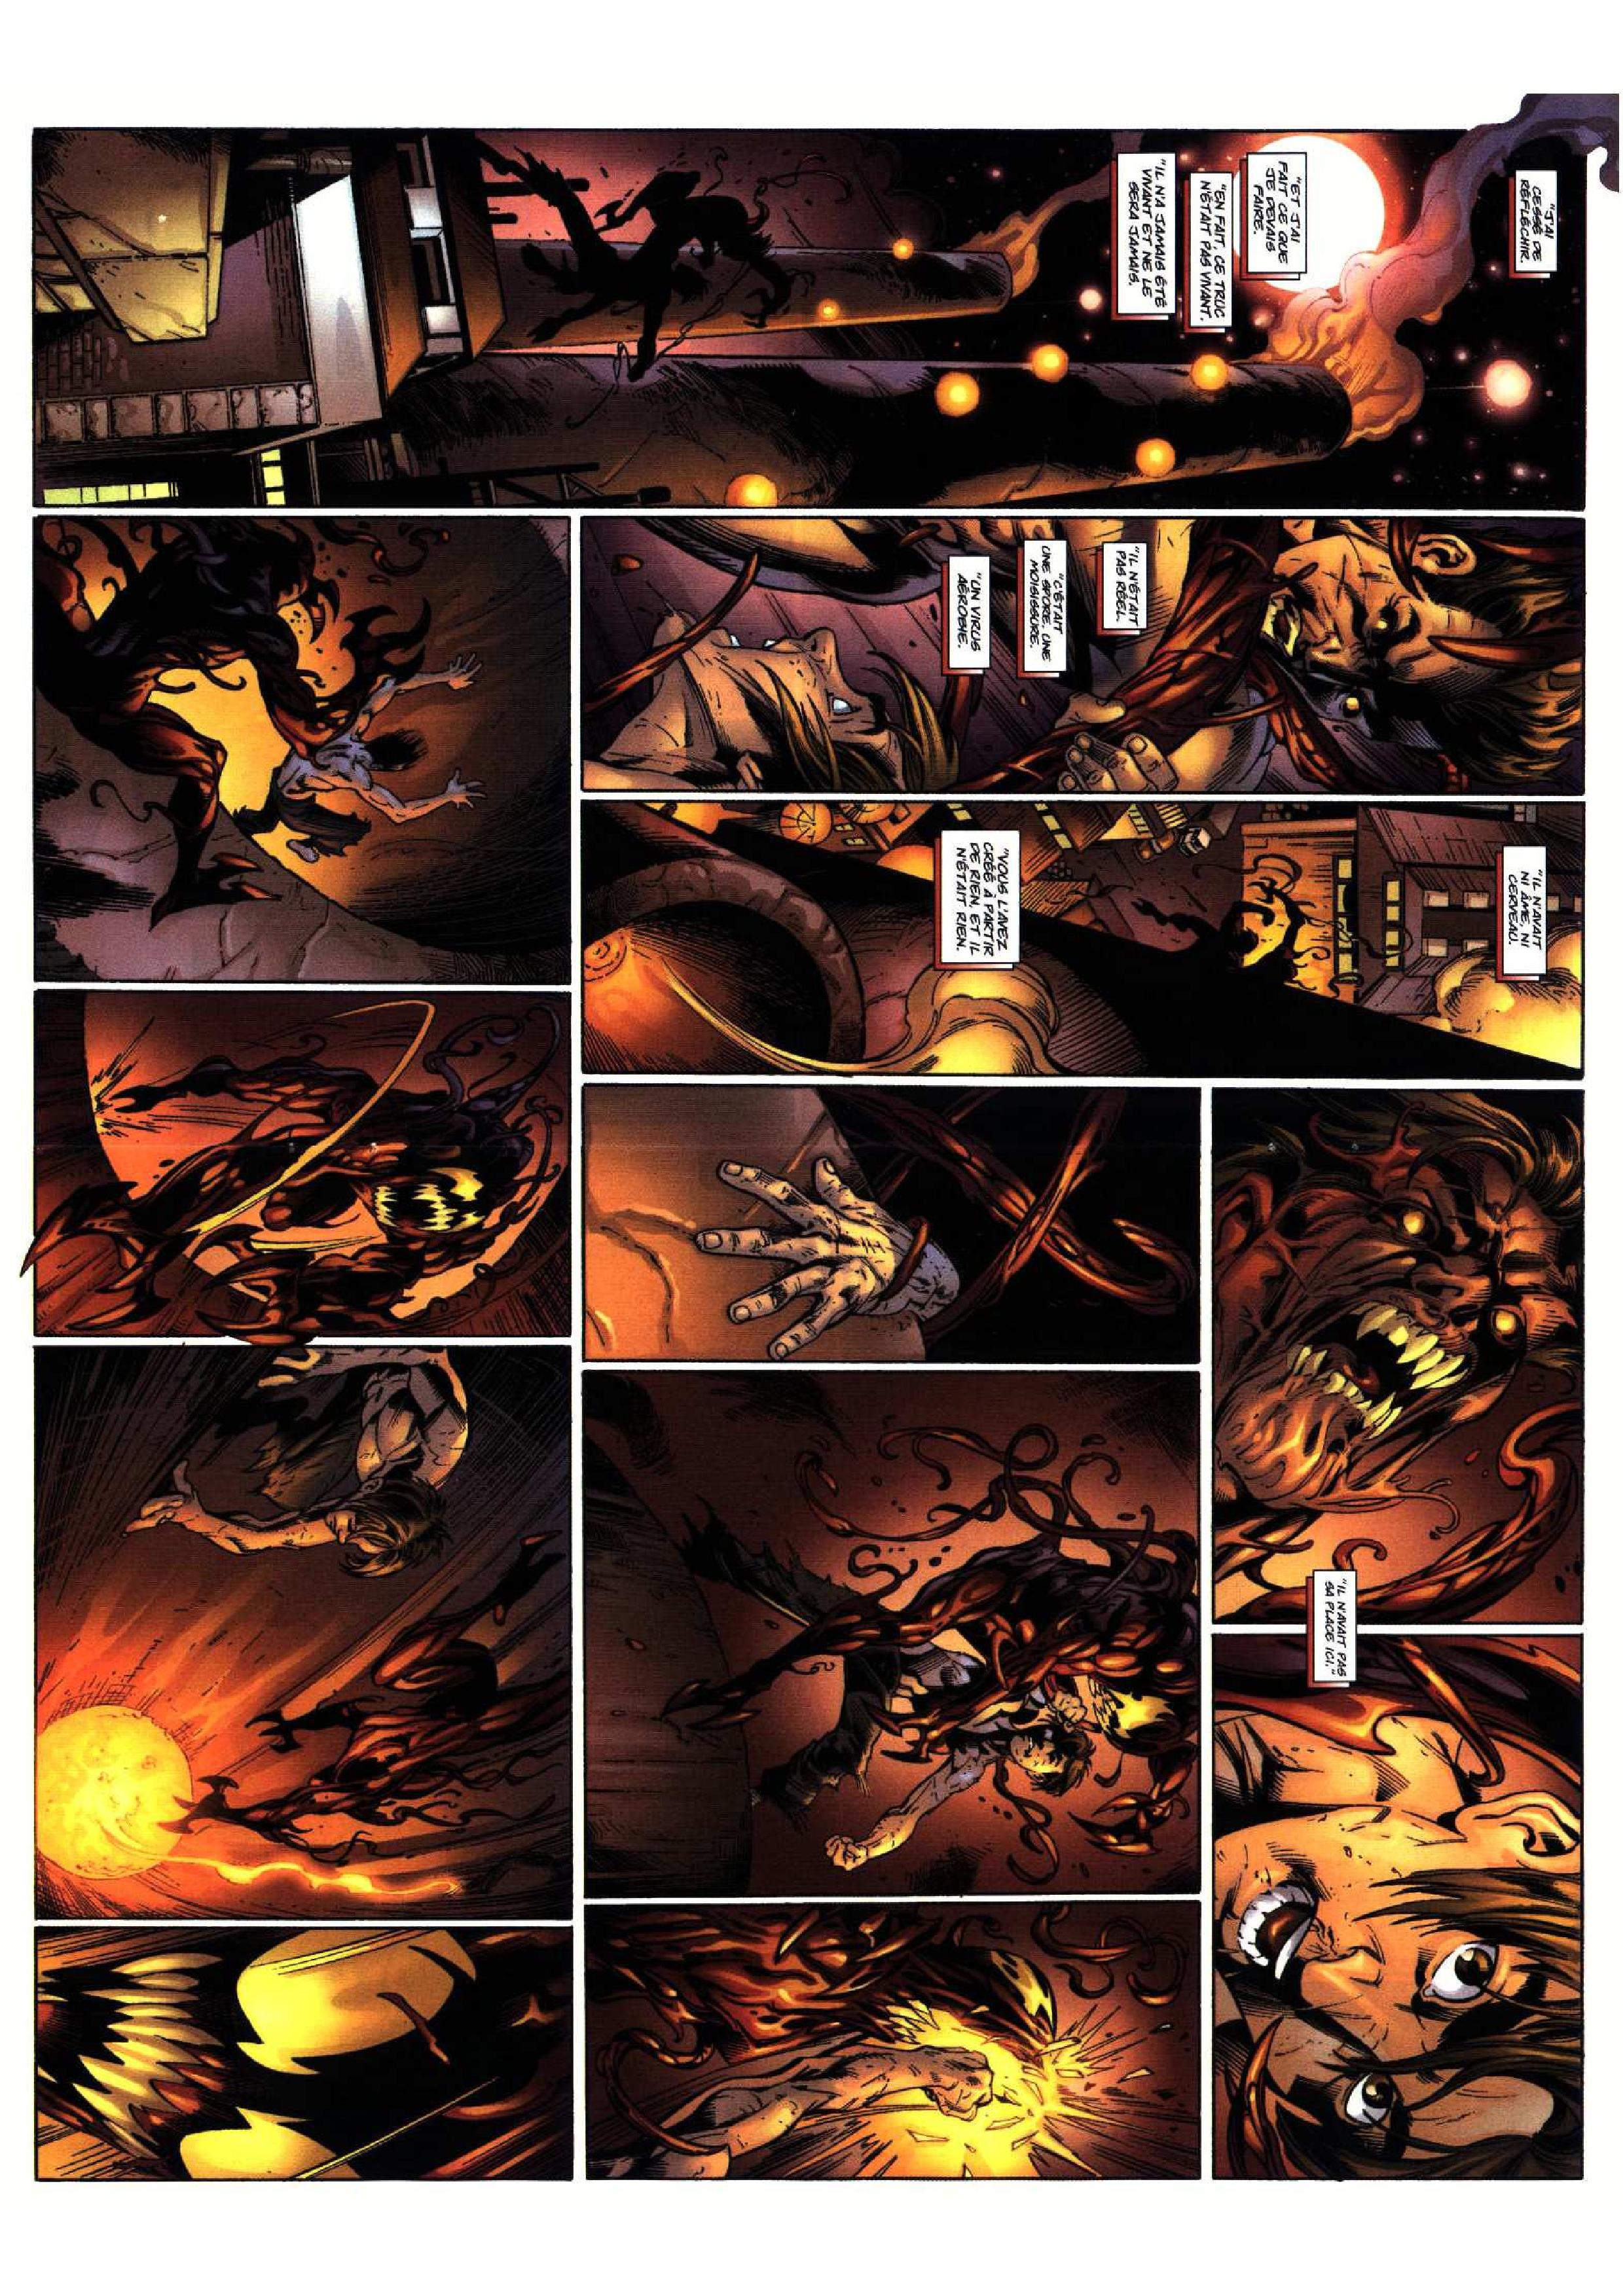 "J'AI
CESSÉ DE
RÉFLÉCHIR.
"ET J'AI
FAIT CE QUE
JE DEVAIS
FAIRE.
"EN FAIT, CE TRUC
N'ÉTAIT PAS VIVANT.
"IL N'A JAMAIS ÉTÉ
VIVANT ET NE LE
SERA JAMAIS.
"IL N'ÉTAIT
PAS RÉEL.
"C'ÉTAIT
UNE SPORE, UNE
MOISISSURE.
"UN VIRUS
AÉROBIE.
"IL N'AVAIT
NI ÂME, NI
CERVEAU.
"VOUS L'AVEZ
CRÉÉ À PARTIR
DE RIEN, ET IL
N'ÉTAIT RIEN.
"IL N'AVAIT PAS
SA PLACE ICI."